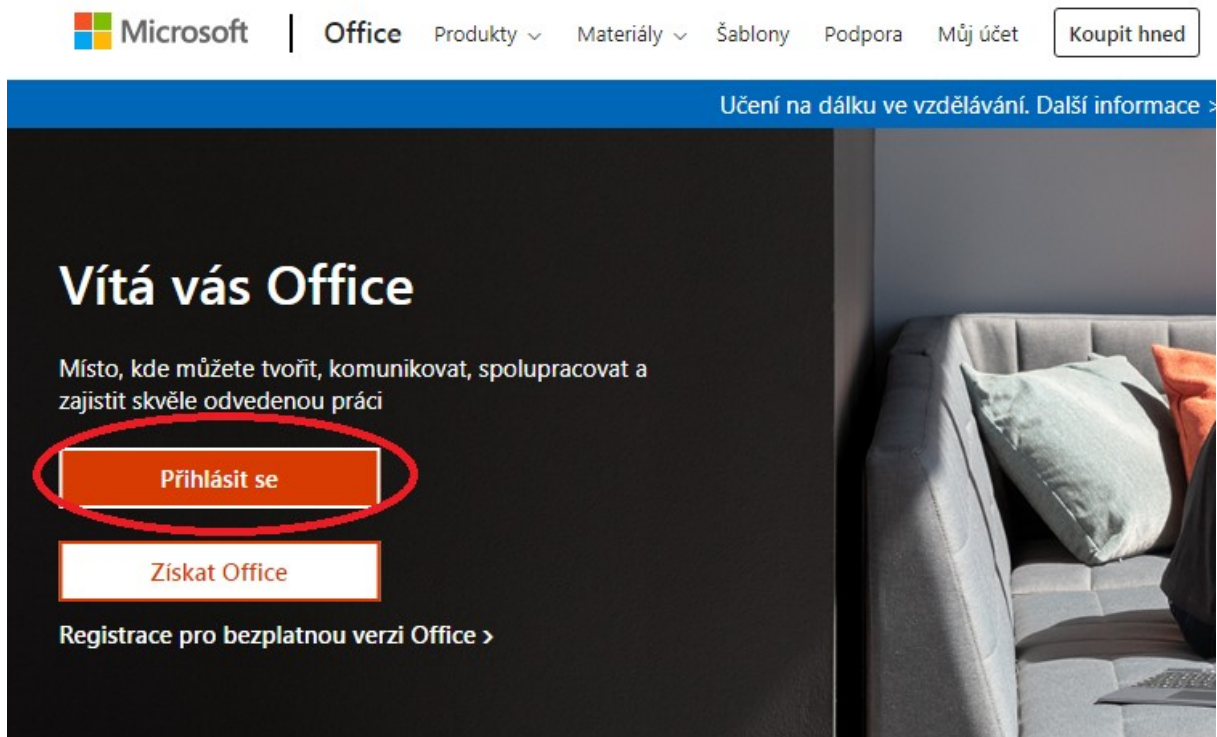 Microsoft | Office Produkty Materiály Šablony Podpora Můj účet Koupit hned
Učení na dálku ve vzdělávání. Další informace >
Vítá vás Office
Místo, kde můžete tvořit, komunikovat, spolupracovat a
zajistit skvěle odvedenou práci
Přihlásit se
Získat Office
Registrace pro bezplatnou verzi Office >